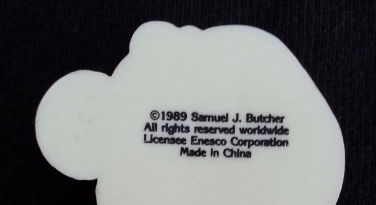 ©1989 Samuel J. Butcher
All rights reserved worldwide
Licensee Enesco Corporation
Made in China